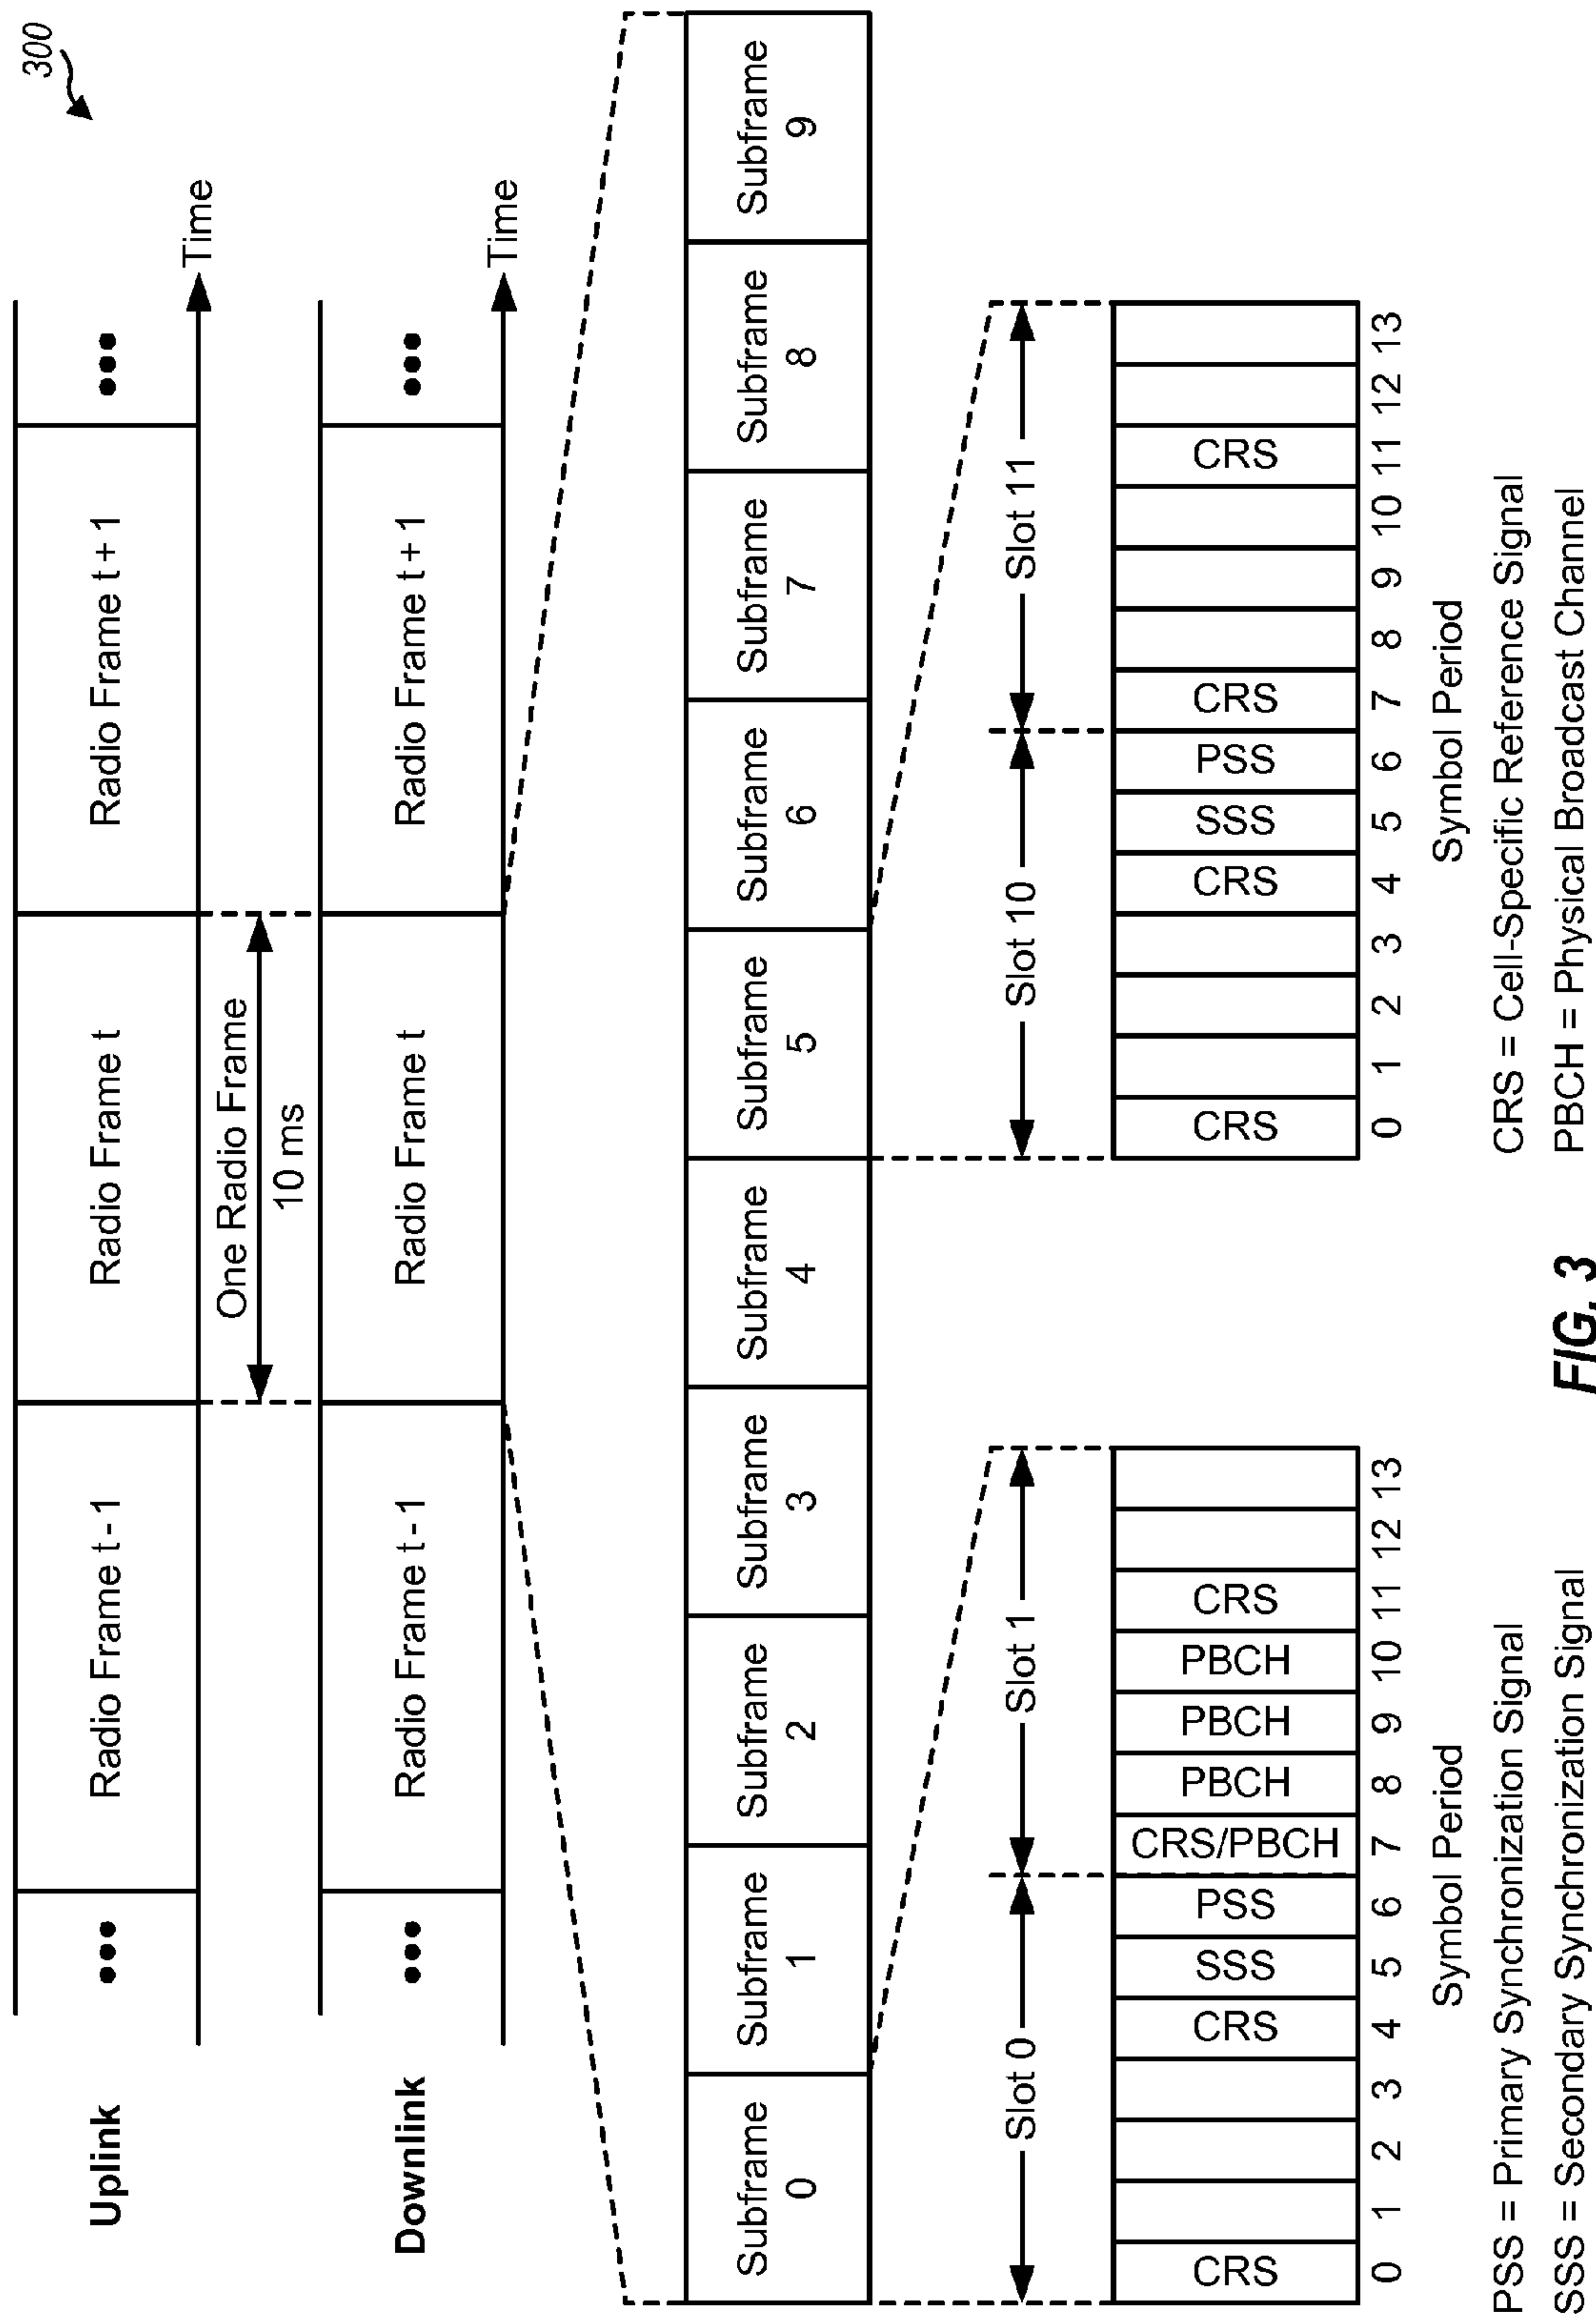 300
Uplink
••• Radio Frame t - 1 Radio Frame t Radio Frame t + 1 •••
Time
One Radio Frame
10 ms
Downlink
••• Radio Frame t - 1 Radio Frame t Radio Frame t + 1 •••
Time
Subframe Subframe Subframe Subframe Subframe Subframe Subframe Subframe Subframe Subframe
0 1 2 3 4 5 6 7 8 9
Slot 0 Slot 1
CRS CRS SSS PSS CRS/PBCH PBCH PBCH PBCH CRS
0 1 2 3 4 5 6 7 8 9 10 11 12 13
Symbol Period
Slot 10 Slot 11
CRS CRS SSS PSS CRS CRS
0 1 2 3 4 5 6 7 8 9 10 11 12 13
Symbol Period
PSS = Primary Synchronization Signal
SSS = Secondary Synchronization Signal
CRS = Cell-Specific Reference Signal
PBCH = Physical Broadcast Channel
FIG. 3